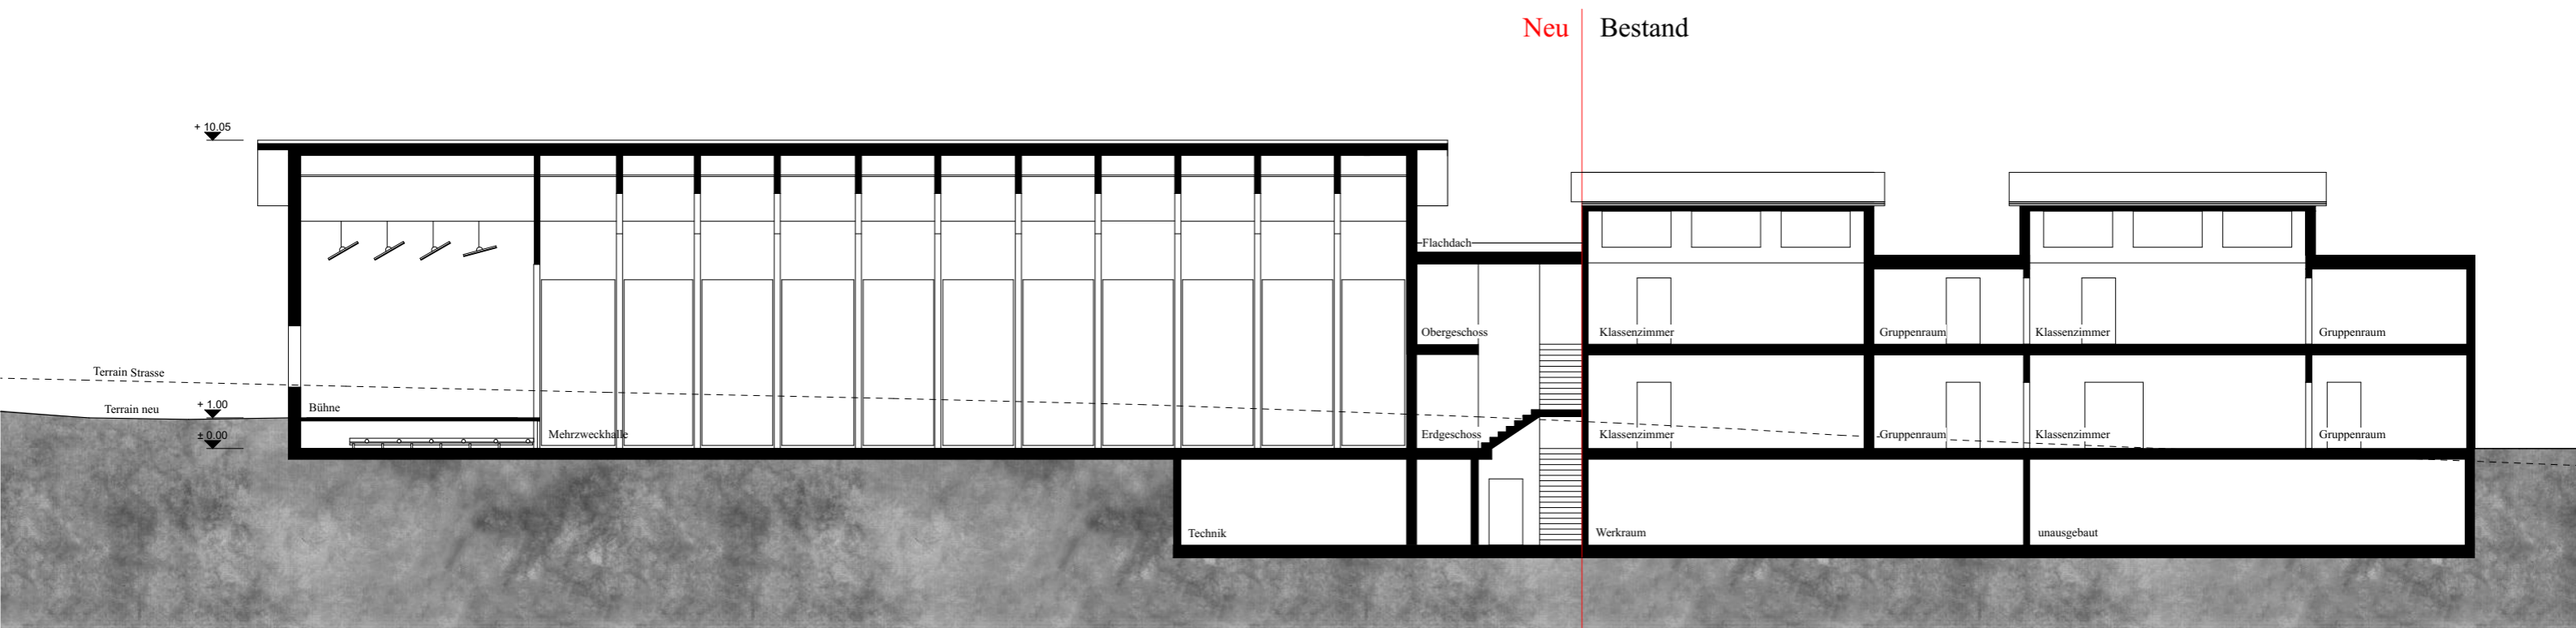 Neu Bestand
+ 10.05
Flachdach
Obergeschoss Klassenzimmer Gruppenraum Klassenzimmer Gruppenraum
Terrain Strasse
Terrain neu + 1.00 Bühne
± 0.00 Mehrzweckhalle Erdgeschoss Klassenzimmer Gruppenraum Klassenzimmer Gruppenraum
Technik Werkraum unausgebaut